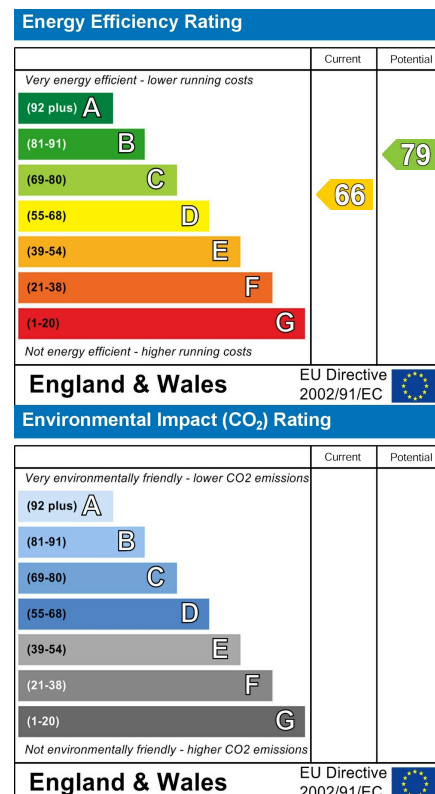 Energy Efficiency Rating
Current Potential
Very energy efficient - lower running costs
(92 plus) A
(81-91) B
79
(69-80) C
66
(55-68) D
(39-54) E
(21-38) F
(1-20) G
Not energy efficient - higher running costs
England & Wales
EU Directive
2002/91/EC
Environmental Impact (CO₂) Rating
Current Potential
Very environmentally friendly - lower CO2 emissions
(92 plus) A
(81-91) B
(69-80) C
(55-68) D
(39-54) E
(21-38) F
(1-20) G
Not environmentally friendly - higher CO2 emissions
England & Wales
EU Directive
2002/91/EC